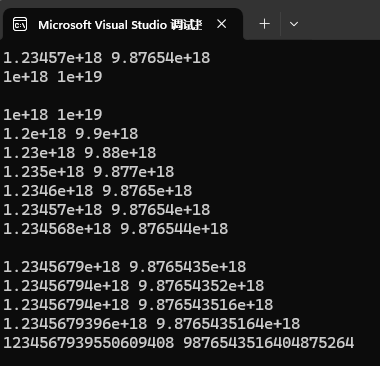 Microsoft Visual Studio 调试
1.23457e+18 9.87654e+18
1e+18 1e+19
1e+18 1e+19
1.2e+18 9.9e+18
1.23e+18 9.88e+18
1.235e+18 9.877e+18
1.2346e+18 9.8765e+18
1.23457e+18 9.87654e+18
1.234568e+18 9.876544e+18
1.2345679e+18 9.8765435e+18
1.23456794e+18 9.87654352e+18
1.23456794e+18 9.876543516e+18
1.2345679396e+18 9.8765435164e+18
1234567939550609408 9876543516404875264